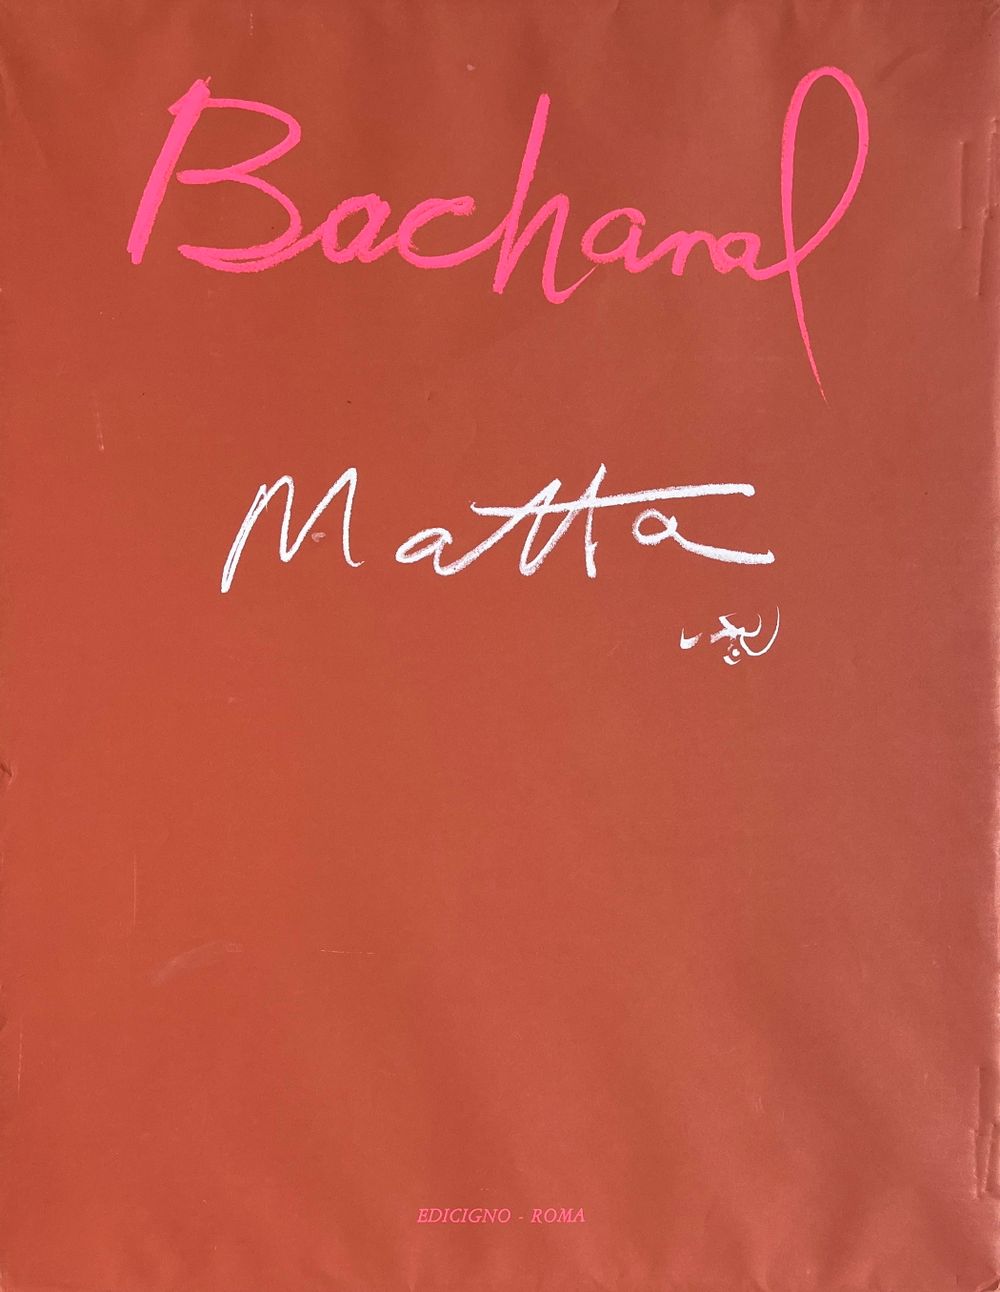 Bachanal
Matta
EDICIGNO - ROMA